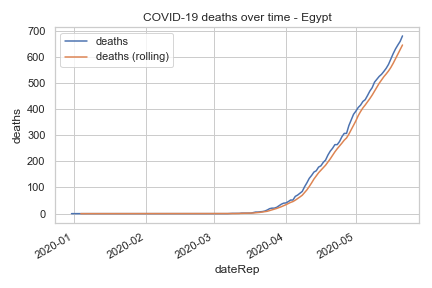 COVID-19 deaths over time - Egypt
deaths
deaths (rolling)
700
600
500
400
300
200
100
0
deaths
2020-01
2020-02
2020-03
2020-04
2020-05
dateRep